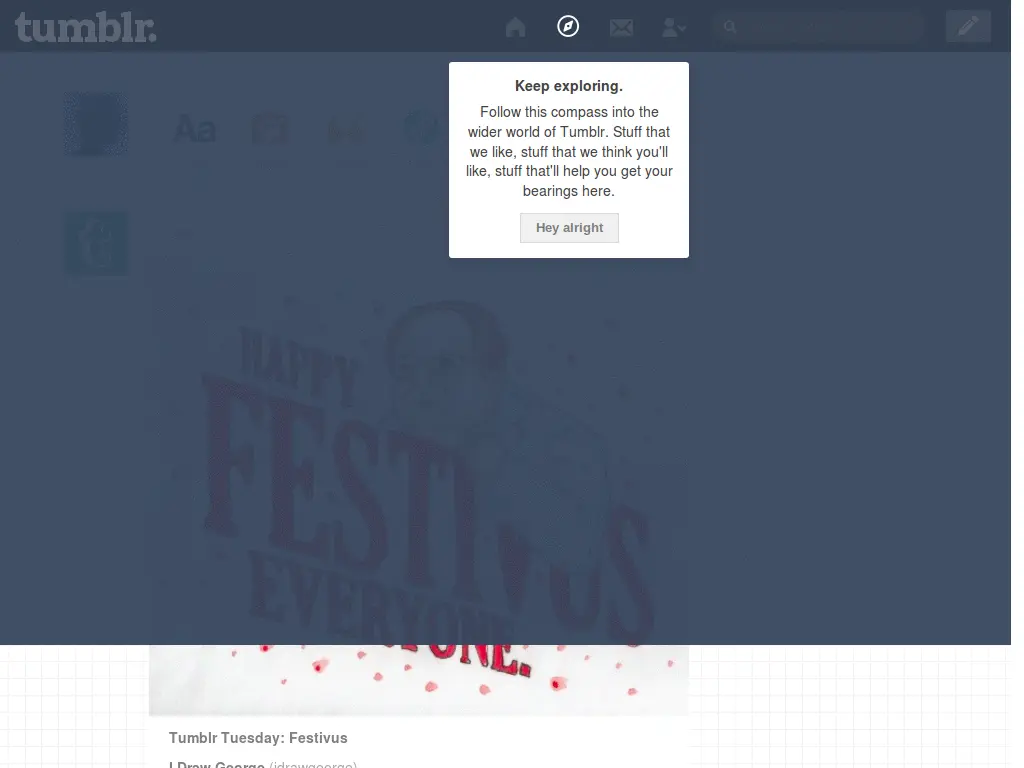 tumblr.
Keep exploring.
Follow this compass into the
wider world of Tumblr. Stuff that
we like, stuff that we think you'll
like, stuff that'll help you get your
bearings here.
Hey alright
Aa
t
HAPPY
FESTIVUS
EVERYONE.
Tumblr Tuesday: Festivus
I Draw George (idrawgeorge)